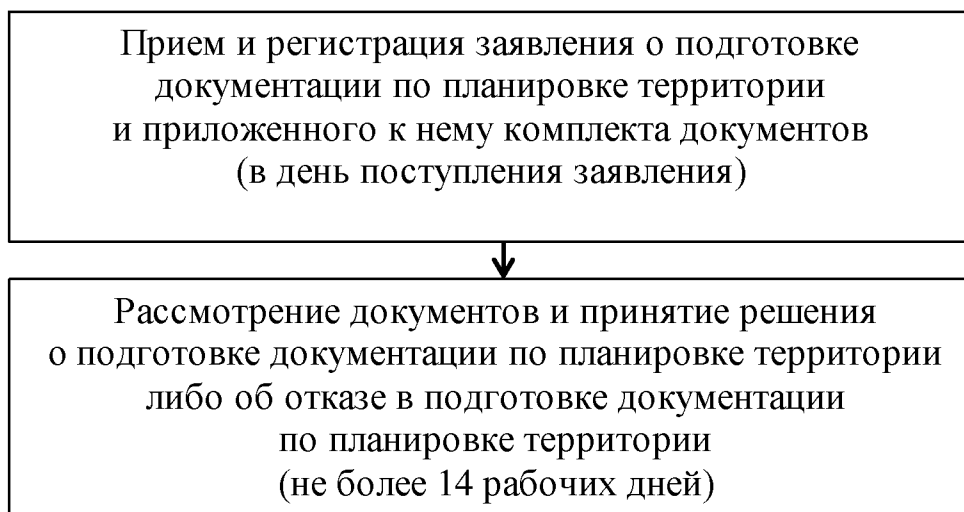 Прием и регистрация заявления о подготовке
документации по планировке территории
и приложенного к нему комплекта документов
(в день поступления заявления)
Рассмотрение документов и принятие решения
о подготовке документации по планировке территории
либо об отказе в подготовке документации
по планировке территории
(не более 14 рабочих дней)